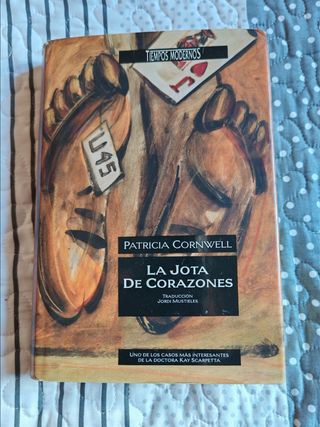 TIEMPOS MODERNOS
J
U45
PATRICIA CORNWELL
LA JOTA
DE CORAZONES
TRADUCCIÓN
JORDI MUSTIELES
UNO DE LOS CASOS MÁS INTERESANTES
DE LA DOCTORA KAY SCARPETTA